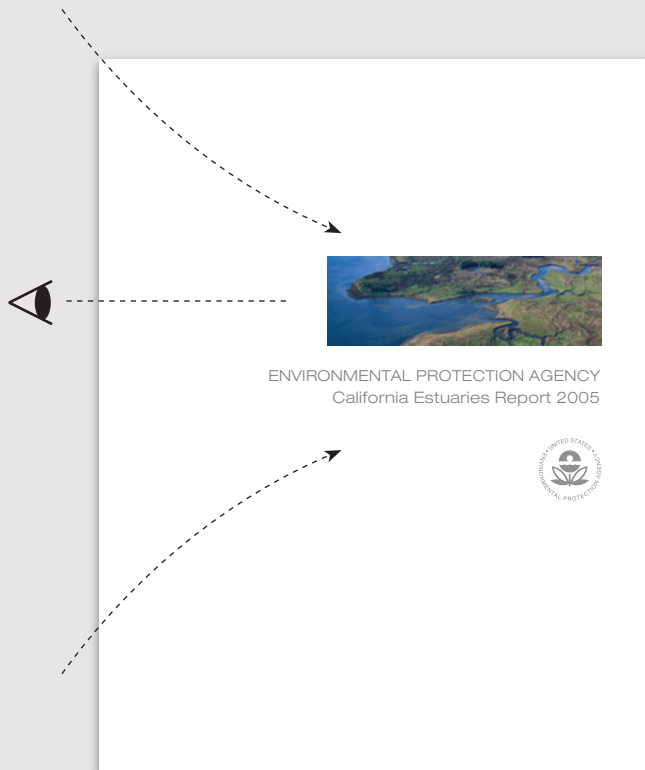 ENVIRONMENTAL PROTECTION AGENCY
California Estuaries Report 2005
• UNITED STATES •
ENVIRONMENTAL PROTECTION AGENCY